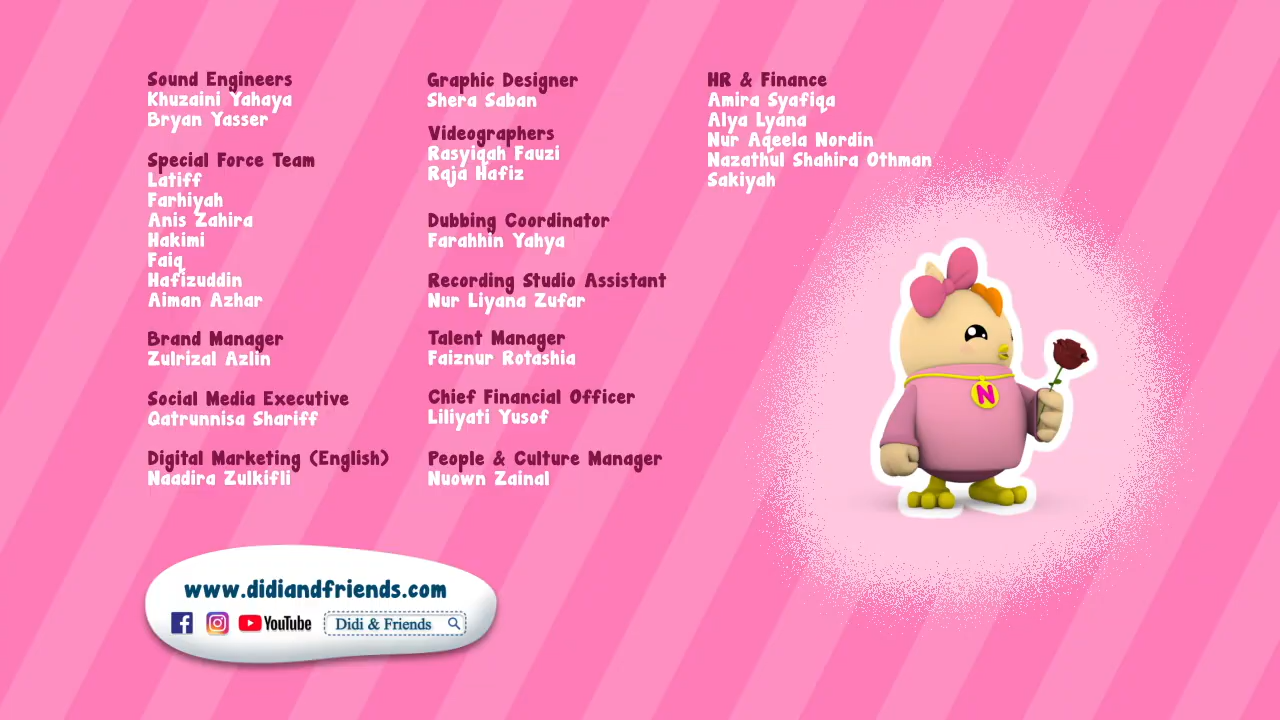 Sound Engineers
Khuzaini Yahaya
Bryan Yasser
Special Force Team
Latiff
Farhiyah
Anis Zahira
Hakimi
Faiq
Hafizuddin
Aiman Azhar
Brand Manager
Zulrizal Azlin
Social Media Executive
Qatrunnisa Shariff
Digital Marketing (English)
Naadira Zulkifli
Graphic Designer
Shera Saban
Videographers
Rasyiqah Fauzi
Raja Hafiz
Dubbing Coordinator
Farahhin Yahya
Recording Studio Assistant
Nur Liyana Zufar
Talent Manager
Faiznur Rotashia
Chief Financial Officer
Liliyati Yusof
People & Culture Manager
Nuown Zainal
HR & Finance
Amira Syafiqa
Alya Lyana
Nur Aqeela Nordin
Nazathul Shahira Othman
Sakiyah
N
www.didiandfriends.com
YouTube Didi & Friends